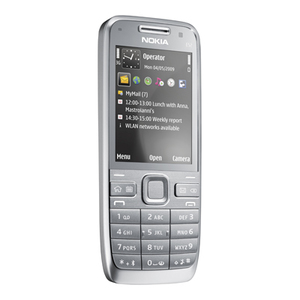 NOKIA
Operator
Mon 04/05/2009
MyMail (7)
12:00-13:00 Lunch with Anna,
Mastroianni's
14:30-15:00 Weekly report
WLAN networks available
Menu Open Camera
1 2 abc 3 def
4 ghi 5 jkl 6 mno
7 pqrs 8 tuv 9 wxyz
* 0 #